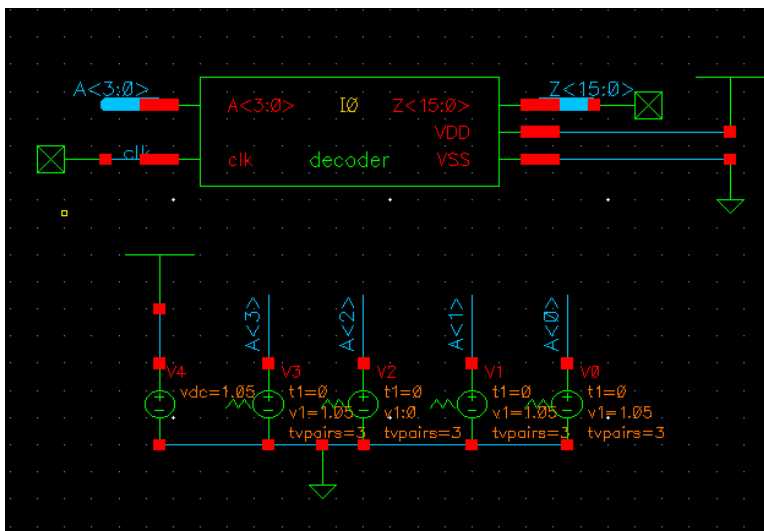 A<3:0>
A<3:0>
I0
Z<15:0>
Z<15:0>
VDD
clk
clk
decoder
VSS
A<3>
A<2>
A<1>
A<0>
V4
V3
V2
V1
V0
vdc=1.05
t1=0
t1=0
t1=0
t1=0
v1=1.05
v1:0
v1=1.05
v1=1.05
tvpairs=3
tvpairs=3
tvpairs=3
tvpairs=3